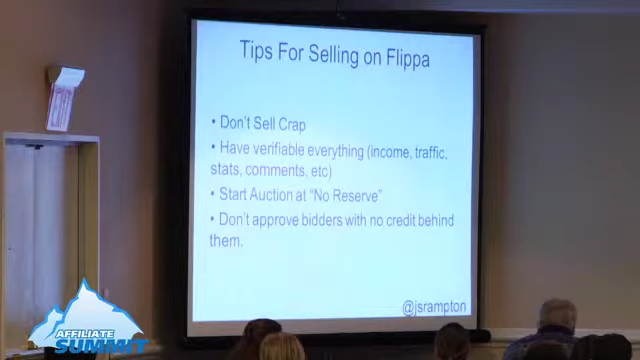 Tips For Selling on Flippa
• Don't Sell Crap
• Have verifiable everything (income, traffic,
stats, comments, etc)
• Start Auction at "No Reserve"
• Don't approve bidders with no credit behind
them.
@jsrampton
AFFILIATE
SUMMIT